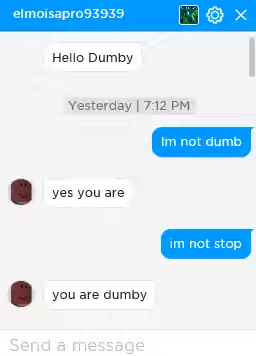 elmoisapro93939
Hello Dumby
Yesterday | 7:12 PM
Im not dumb
yes you are
im not stop
you are dumby
Send a message